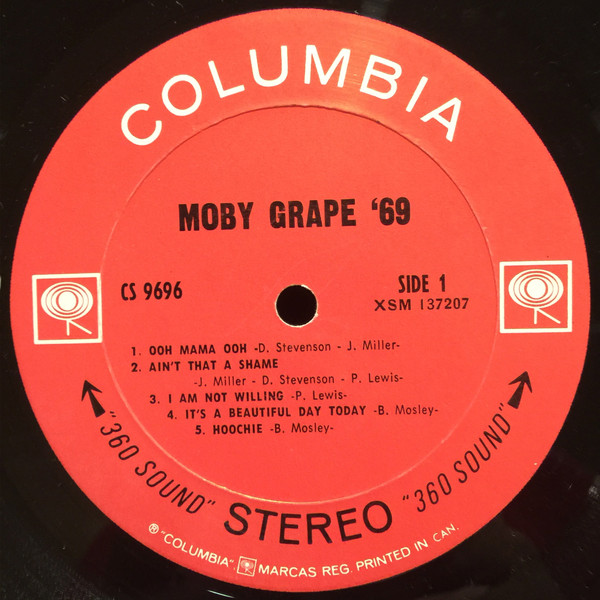 COLUMBIA
MOBY GRAPE '69
CS 9696
SIDE 1
XSM 137207
1. OOH MAMA OOH -D. Stevenson - J. Miller-
2. AIN'T THAT A SHAME
-J. Miller - D. Stevenson - P. Lewis-
3. I AM NOT WILLING -P. Lewis-
4. IT'S A BEAUTIFUL DAY TODAY -B. Mosley-
5. HOOCHIE -B. Mosley-
"360 SOUND" STEREO "360 SOUND"
® "COLUMBIA", MARCAS REG. PRINTED IN CAN.